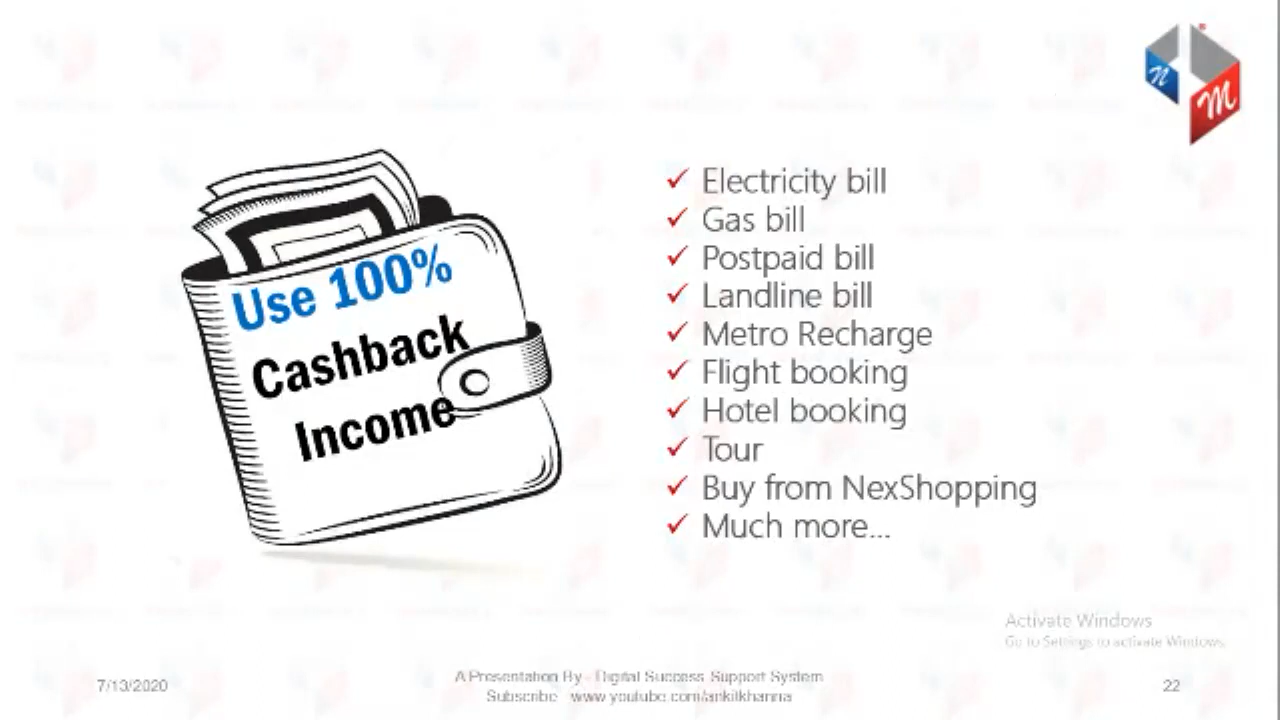 n
m
Use 100%
Cashback
Income
Electricity bill
Gas bill
Postpaid bill
Landline bill
Metro Recharge
Flight booking
Hotel booking
Tour
Buy from NexShopping
Much more...
Activate Windows
Go to Settings to activate Windows.
7/13/2020
A Presentation By - Digital Success Support System
Subscribe - www.youtube.com/ankitkhanna
22